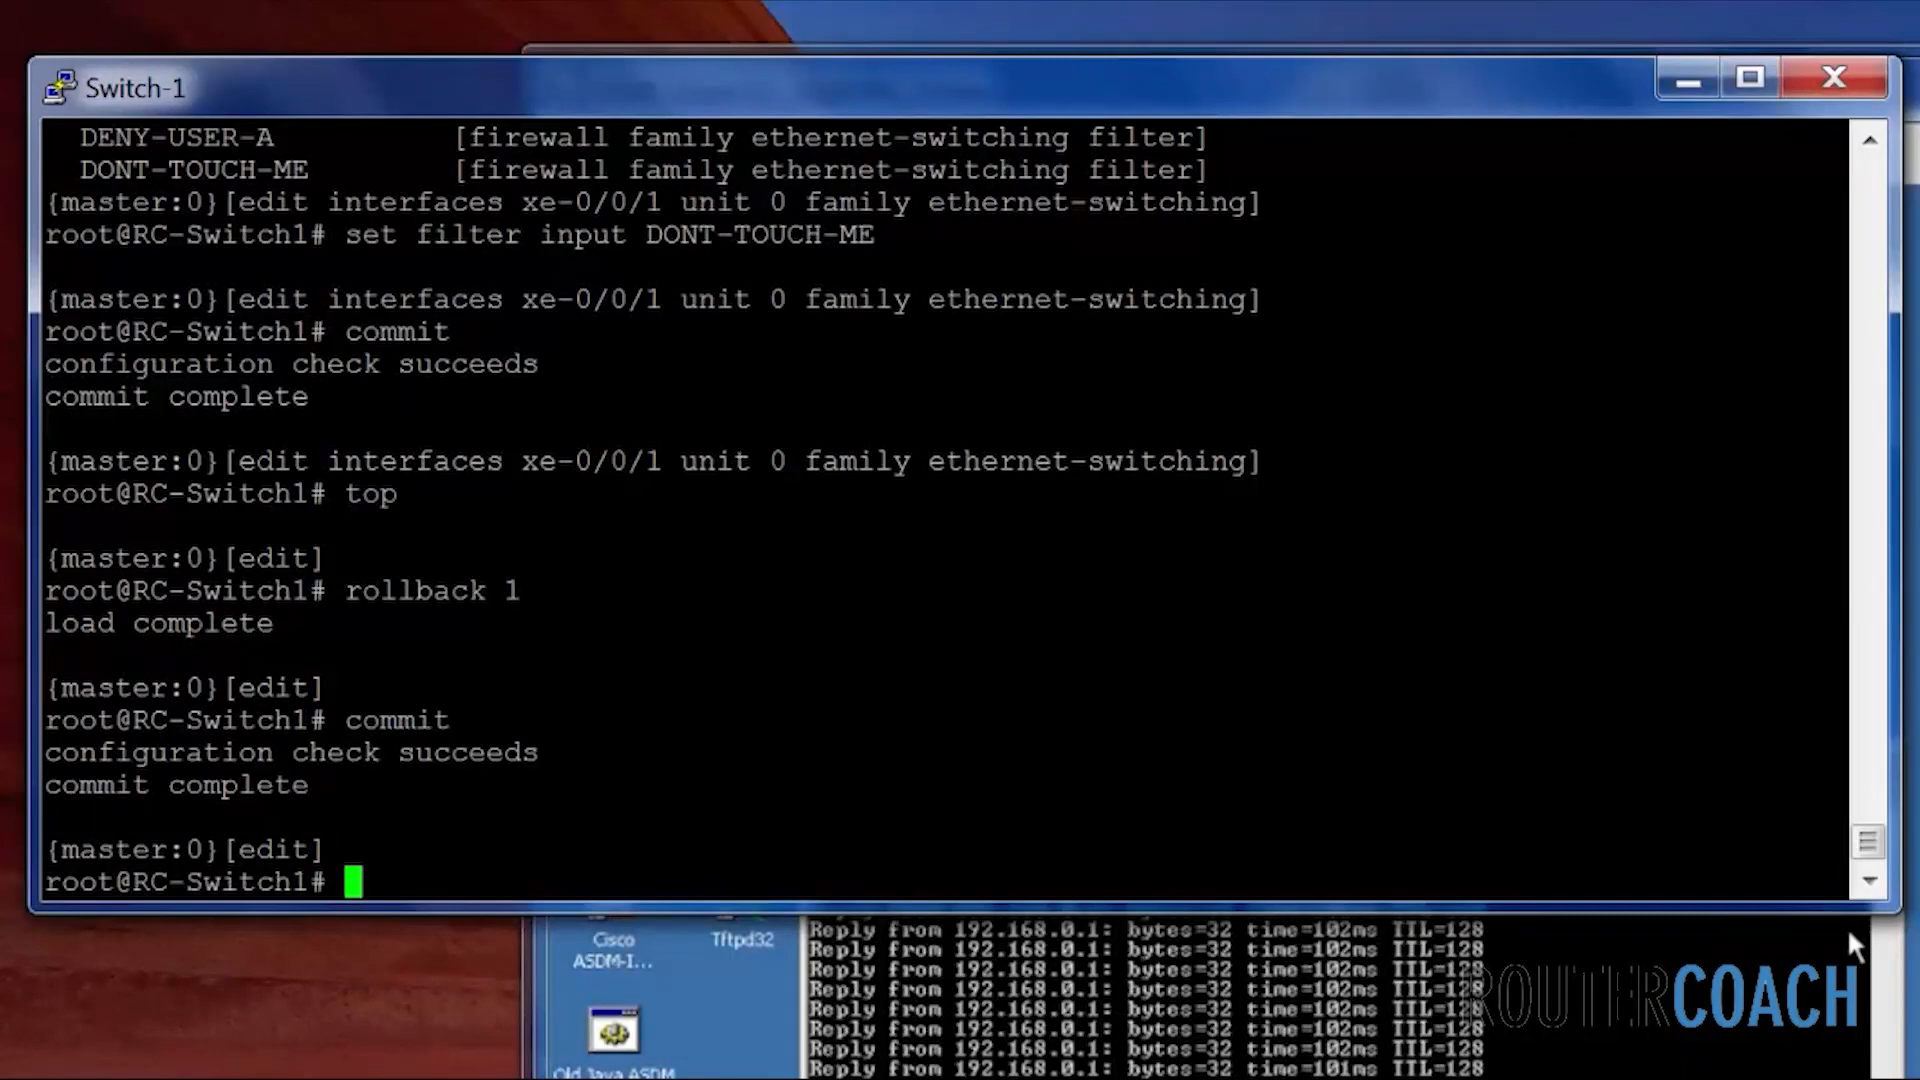 Switch-1
DENY-USER-A [firewall family ethernet-switching filter]
DONT-TOUCH-ME [firewall family ethernet-switching filter]
{master:0}[edit interfaces xe-0/0/1 unit 0 family ethernet-switching]
root@RC-Switch1# set filter input DONT-TOUCH-ME
{master:0}[edit interfaces xe-0/0/1 unit 0 family ethernet-switching]
root@RC-Switch1# commit
configuration check succeeds
commit complete
{master:0}[edit interfaces xe-0/0/1 unit 0 family ethernet-switching]
root@RC-Switch1# top
{master:0}[edit]
root@RC-Switch1# rollback 1
load complete
{master:0}[edit]
root@RC-Switch1# commit
configuration check succeeds
commit complete
{master:0}[edit]
root@RC-Switch1#
Cisco
ASDM-I...
Tftpd32
Old Java ASDM
Reply from 192.168.0.1: bytes=32 time=102ms TTL=128
Reply from 192.168.0.1: bytes=32 time=102ms TTL=128
Reply from 192.168.0.1: bytes=32 time=102ms TTL=128
Reply from 192.168.0.1: bytes=32 time=102ms TTL=128
Reply from 192.168.0.1: bytes=32 time=102ms TTL=128
Reply from 192.168.0.1: bytes=32 time=102ms TTL=128
Reply from 192.168.0.1: bytes=32 time=102ms TTL=128
Reply from 192.168.0.1: bytes=32 time=101ms TTL=128
ROUTERCOACH